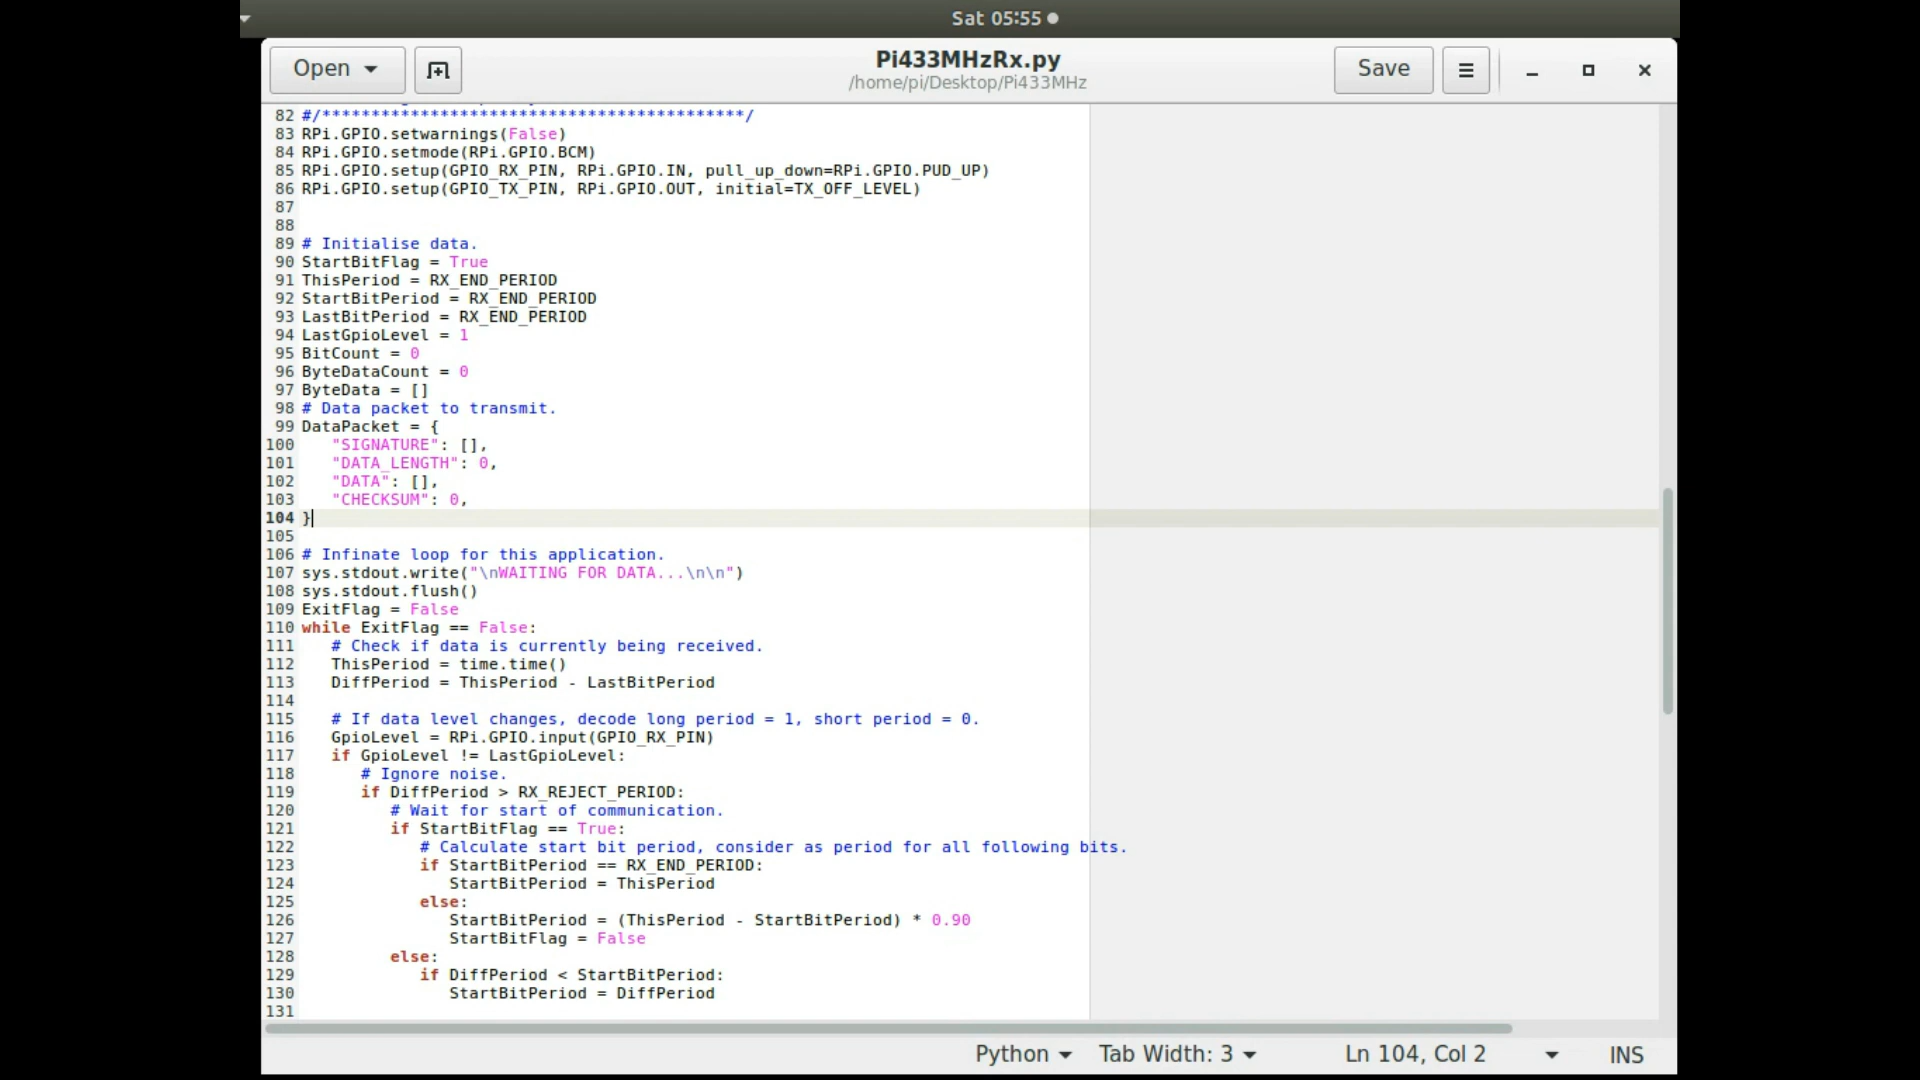 Sat 05:55
Open
Pi433MHzRx.py
/home/pi/Desktop/Pi433MHz
Save
82 #/*******************************************/
83 RPi.GPIO.setwarnings(False)
84 RPi.GPIO.setmode(RPi.GPIO.BCM)
85 RPi.GPIO.setup(GPIO_RX_PIN, RPi.GPIO.IN, pull_up_down=RPi.GPIO.PUD_UP)
86 RPi.GPIO.setup(GPIO_TX_PIN, RPi.GPIO.OUT, initial=TX_OFF_LEVEL)
87
88
89 # Initialise data.
90 StartBitFlag = True
91 ThisPeriod = RX_END_PERIOD
92 StartBitPeriod = RX_END_PERIOD
93 LastBitPeriod = RX_END_PERIOD
94 LastGpioLevel = 1
95 BitCount = 0
96 ByteDataCount = 0
97 ByteData = []
98 # Data packet to transmit.
99 DataPacket = {
100    "SIGNATURE": [],
101    "DATA_LENGTH": 0,
102    "DATA": [],
103    "CHECKSUM": 0,
104 }
105
106 # Infinate loop for this application.
107 sys.stdout.write("\nWAITING FOR DATA...\n\n")
108 sys.stdout.flush()
109 ExitFlag = False
110 while ExitFlag == False:
111    # Check if data is currently being received.
112    ThisPeriod = time.time()
113    DiffPeriod = ThisPeriod - LastBitPeriod
114
115    # If data level changes, decode long period = 1, short period = 0.
116    GpioLevel = RPi.GPIO.input(GPIO_RX_PIN)
117    if GpioLevel != LastGpioLevel:
118       # Ignore noise.
119       if DiffPeriod > RX_REJECT_PERIOD:
120          # Wait for start of communication.
121          if StartBitFlag == True:
122             # Calculate start bit period, consider as period for all following bits.
123             if StartBitPeriod == RX_END_PERIOD:
124                StartBitPeriod = ThisPeriod
125             else:
126                StartBitPeriod = (ThisPeriod - StartBitPeriod) * 0.90
127                StartBitFlag = False
128          else:
129             if DiffPeriod < StartBitPeriod:
130                StartBitPeriod = DiffPeriod
131
Python Tab Width: 3 Ln 104, Col 2 INS